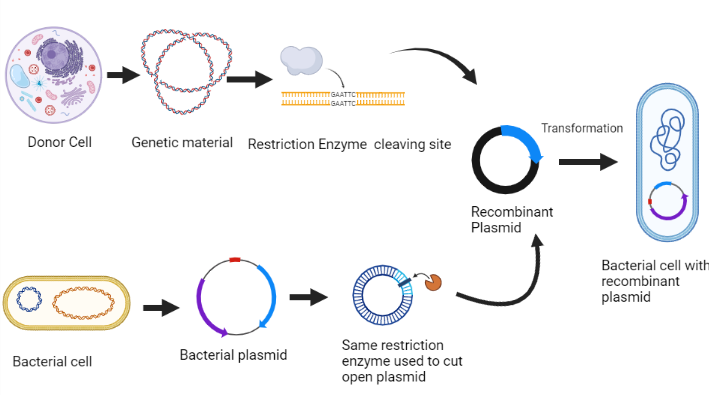 GAATTC
GAATTC
Donor Cell
Genetic material
Restriction Enzyme cleaving site
Transformation
Recombinant
Plasmid
Bacterial cell with
recombinant
plasmid
Bacterial cell
Bacterial plasmid
Same restriction
enzyme used to cut
open plasmid